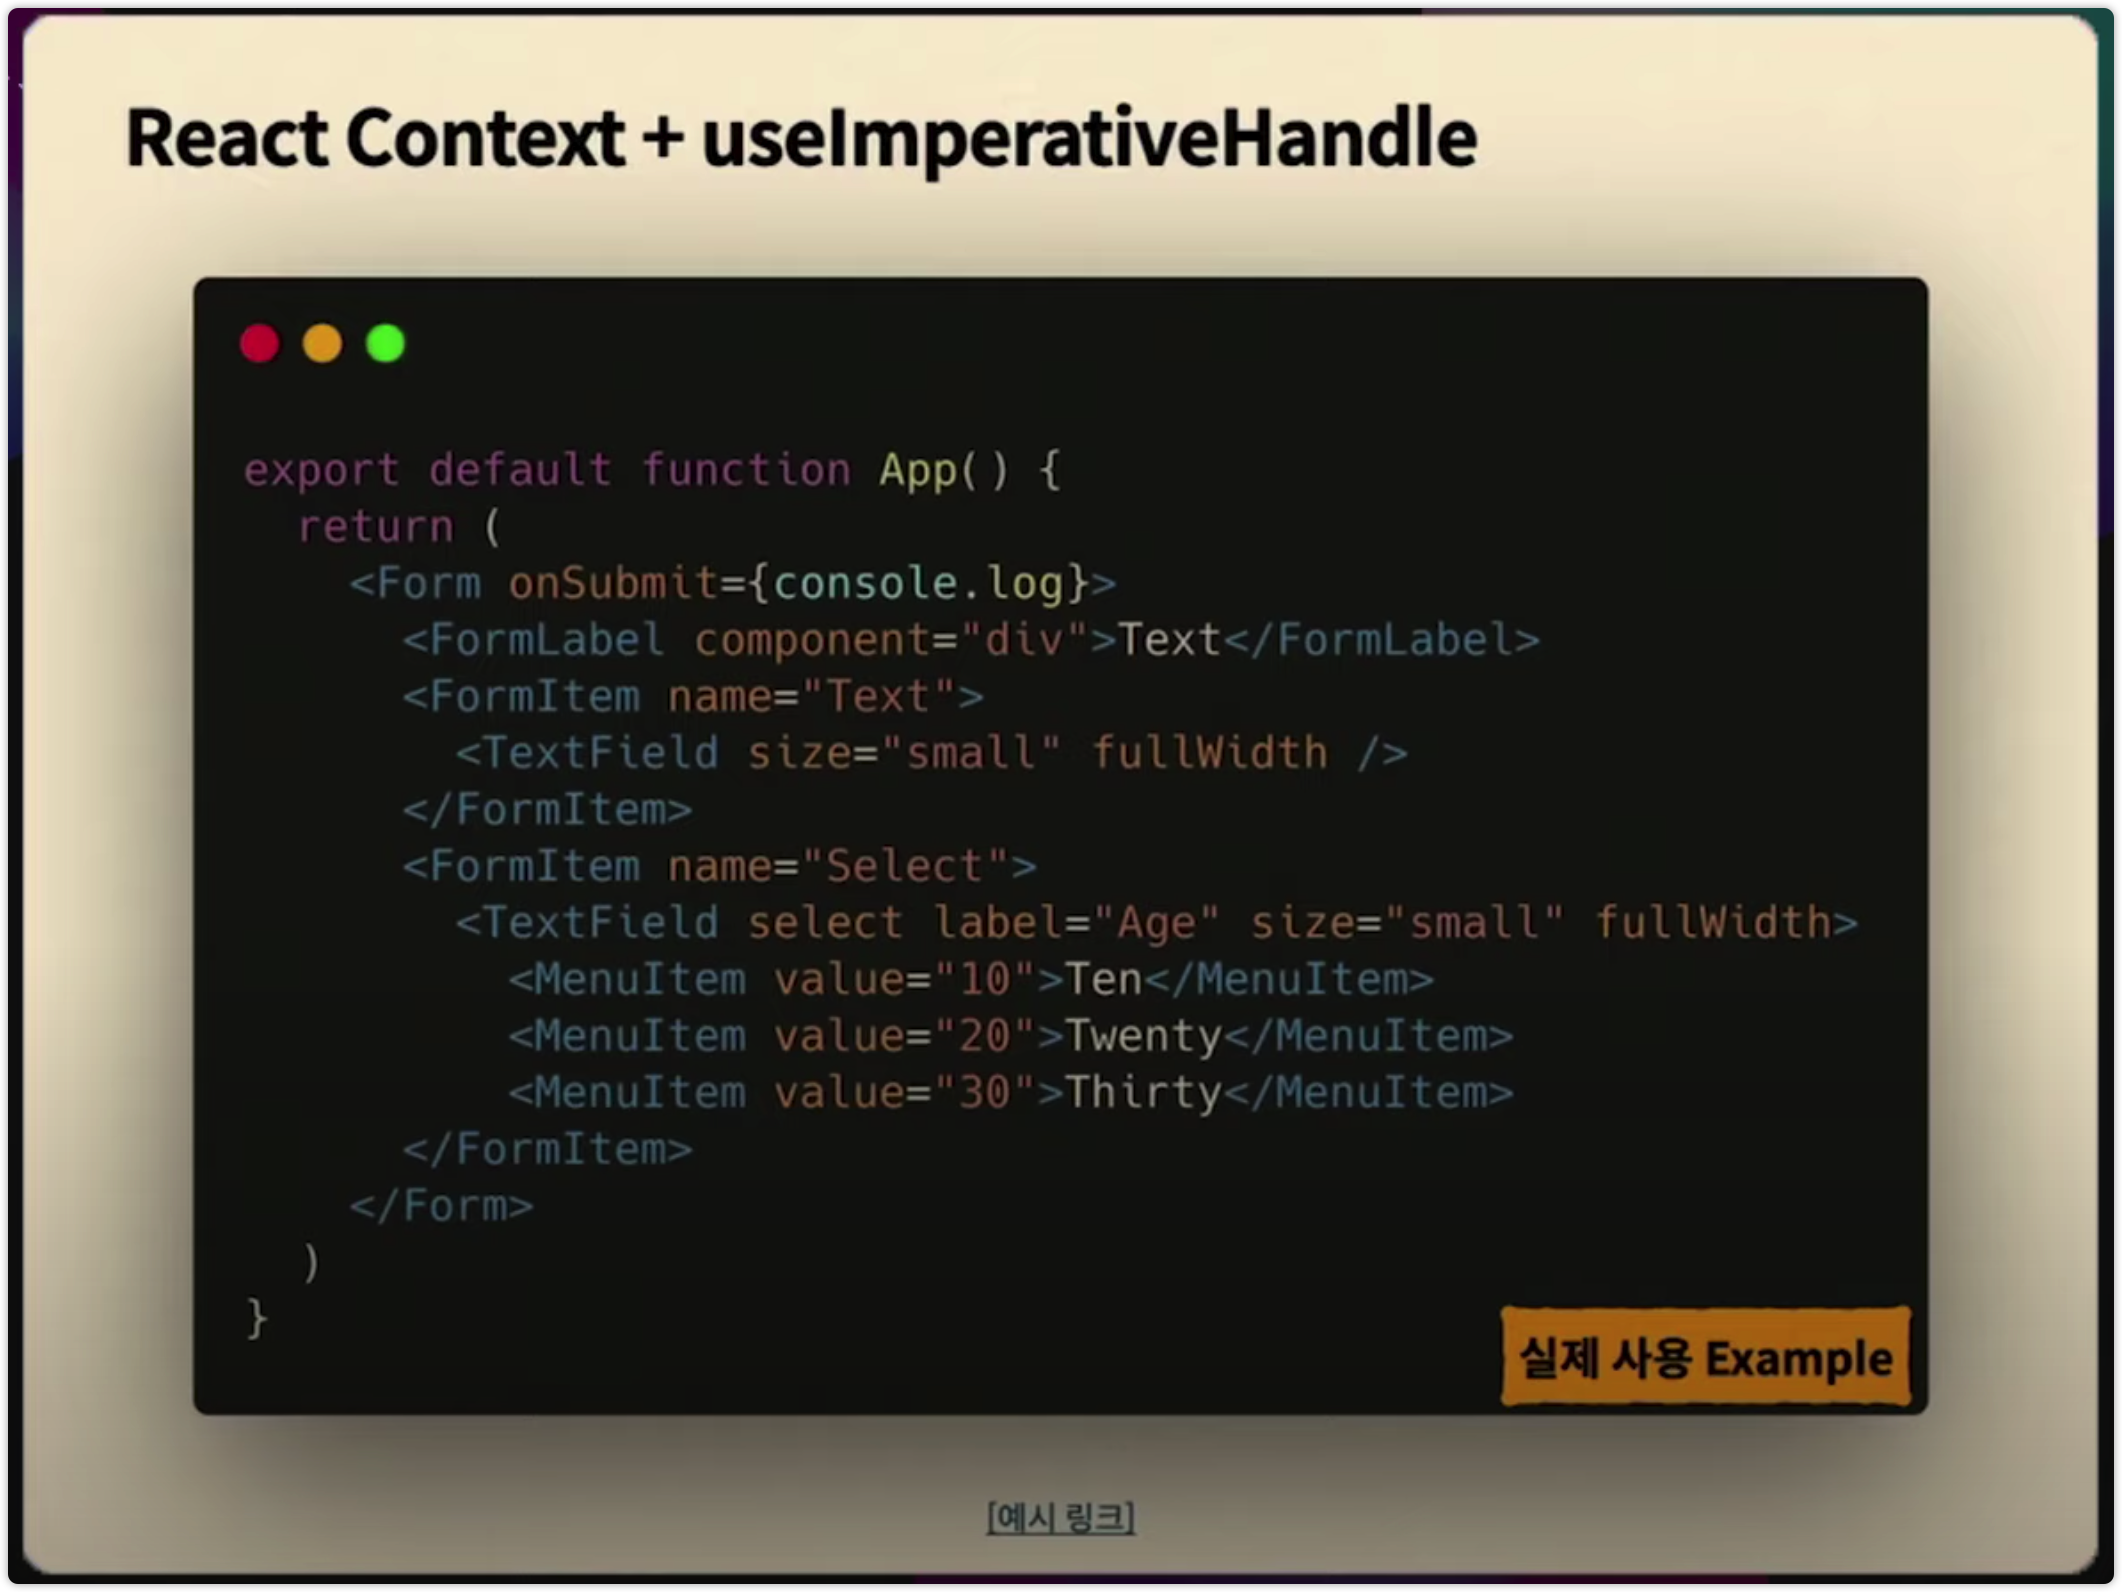 React Context + useImperativeHandle
export default function App() {
  return (
    <Form onSubmit={console.log}>
      <FormLabel component="div">Text</FormLabel>
      <FormItem name="Text">
        <TextField size="small" fullWidth />
      </FormItem>
      <FormItem name="Select">
        <TextField select label="Age" size="small" fullWidth>
          <MenuItem value="10">Ten</MenuItem>
          <MenuItem value="20">Twenty</MenuItem>
          <MenuItem value="30">Thirty</MenuItem>
      </FormItem>
    </Form>
  )
}
실제 사용 Example
[예시 링크]